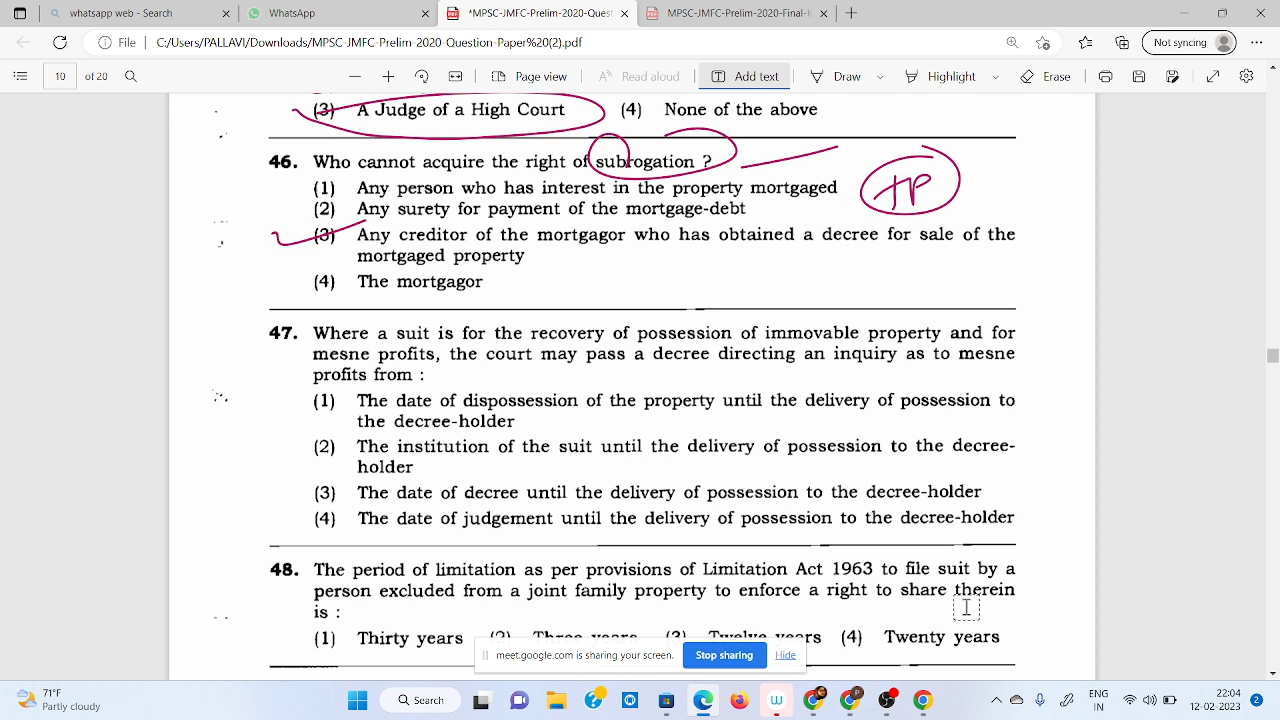 whatsapp web - Search
WhatsApp
*MPSC-JMFC-Prelim-2020-Quest
MPSC-JMFC-Prelim-2020-Final-
File
C:/Users/PALLAVI/Downloads/MPSC JMFC-Prelim-2020-Question-Paper%20(2).pdf
Not syncing
10 of 20
Page view
Read aloud
Add text
Draw
Highlight
Erase
(3) A Judge of a High Court (4) None of the above
46. Who cannot acquire the right of subrogation ?
(1) Any person who has interest in the property mortgaged
TP
(2) Any surety for payment of the mortgage-debt
(3) Any creditor of the mortgagor who has obtained a decree for sale of the
mortgaged property
(4) The mortgagor
47. Where a suit is for the recovery of possession of immovable property and for
mesne profits, the court may pass a decree directing an inquiry as to mesne
profits from :
(1) The date of dispossession of the property until the delivery of possession to
the decree-holder
(2) The institution of the suit until the delivery of possession to the decree-
holder
(3) The date of decree until the delivery of possession to the decree-holder
(4) The date of judgement until the delivery of possession to the decree-holder
48. The period of limitation as per provisions of Limitation Act 1963 to file suit by a
person excluded from a joint family property to enforce a right to share therein
is :
(1) Thirty years (2) Three years (3) Twelve years (4) Twenty years
meet.google.com is sharing your screen. Stop sharing Hide
71°F
Partly cloudy
Search
ENG
IN
22:04
12-02-2023
2